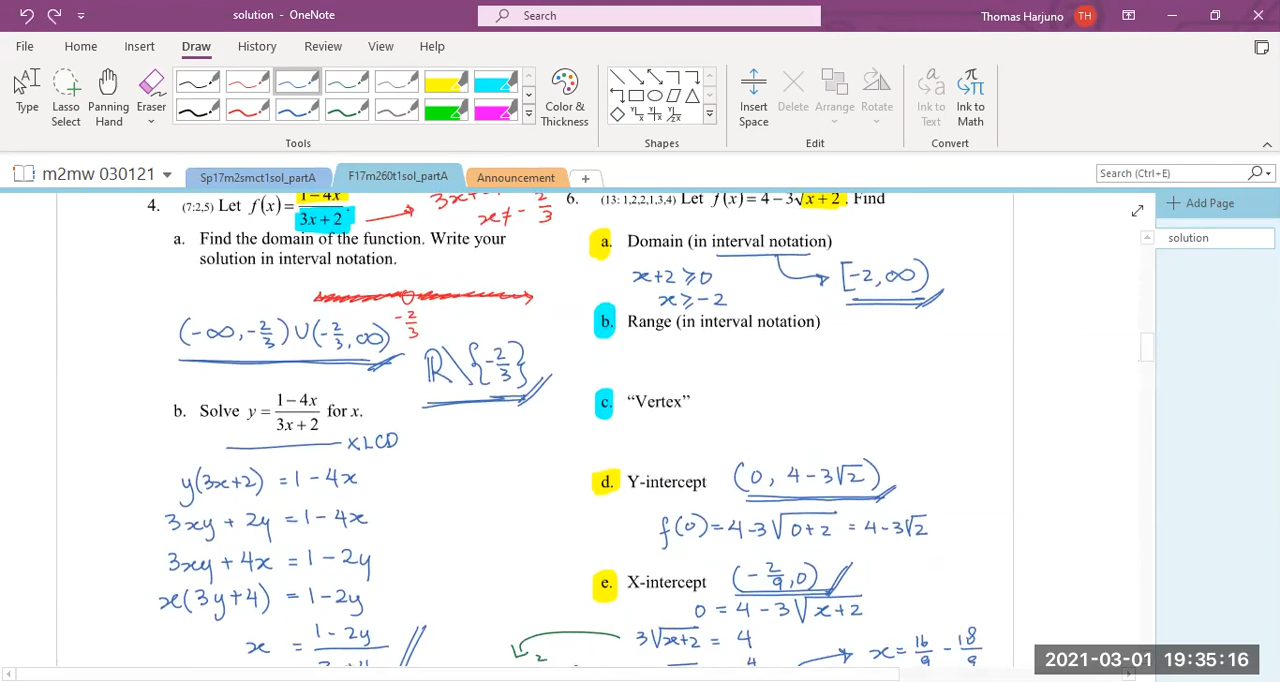 solution - OneNote
Search
Thomas Harjuno TH
File Home Insert Draw History Review View Help
Type
Lasso Select
Panning Hand
Eraser
Color & Thickness
Insert Space
Delete
Arrange
Rotate
Ink to Text
Ink to Math
Tools
Shapes
Edit
Convert
m2mw 030121
Sp17m2smct1sol_partA
F17m260t1sol_partA
Announcement
Search (Ctrl+E)
Add Page
solution
4. (7:2,5) Let f(x) = (1 − 4x)/(3x + 2).
x ≠ −2/3
a. Find the domain of the function. Write your
solution in interval notation.
−2/3
(−∞, −2/3) ∪ (−2/3, ∞)
ℝ \ {−2/3}
b. Solve y = (1 − 4x)/(3x + 2) for x.
× LCD
y(3x+2) = 1 − 4x
3xy + 2y = 1 − 4x
3xy + 4x = 1 − 2y
x(3y+4) = 1 − 2y
x = (1 − 2y)/(3y+4)
6. (13: 1,2,2,1,3,4) Let f(x) = 4 − 3√(x + 2). Find
a. Domain (in interval notation)
x+2 ≥ 0
[−2, ∞)
x ≥ −2
b. Range (in interval notation)
c. “Vertex”
d. Y-intercept (0, 4 − 3√2)
f(0) = 4 − 3√(0+2) = 4 − 3√2
e. X-intercept (−2/9, 0)
0 = 4 − 3√(x+2)
3√(x+2) = 4
2
x = 16/9 − 18/9
2021-03-01 19:35:16